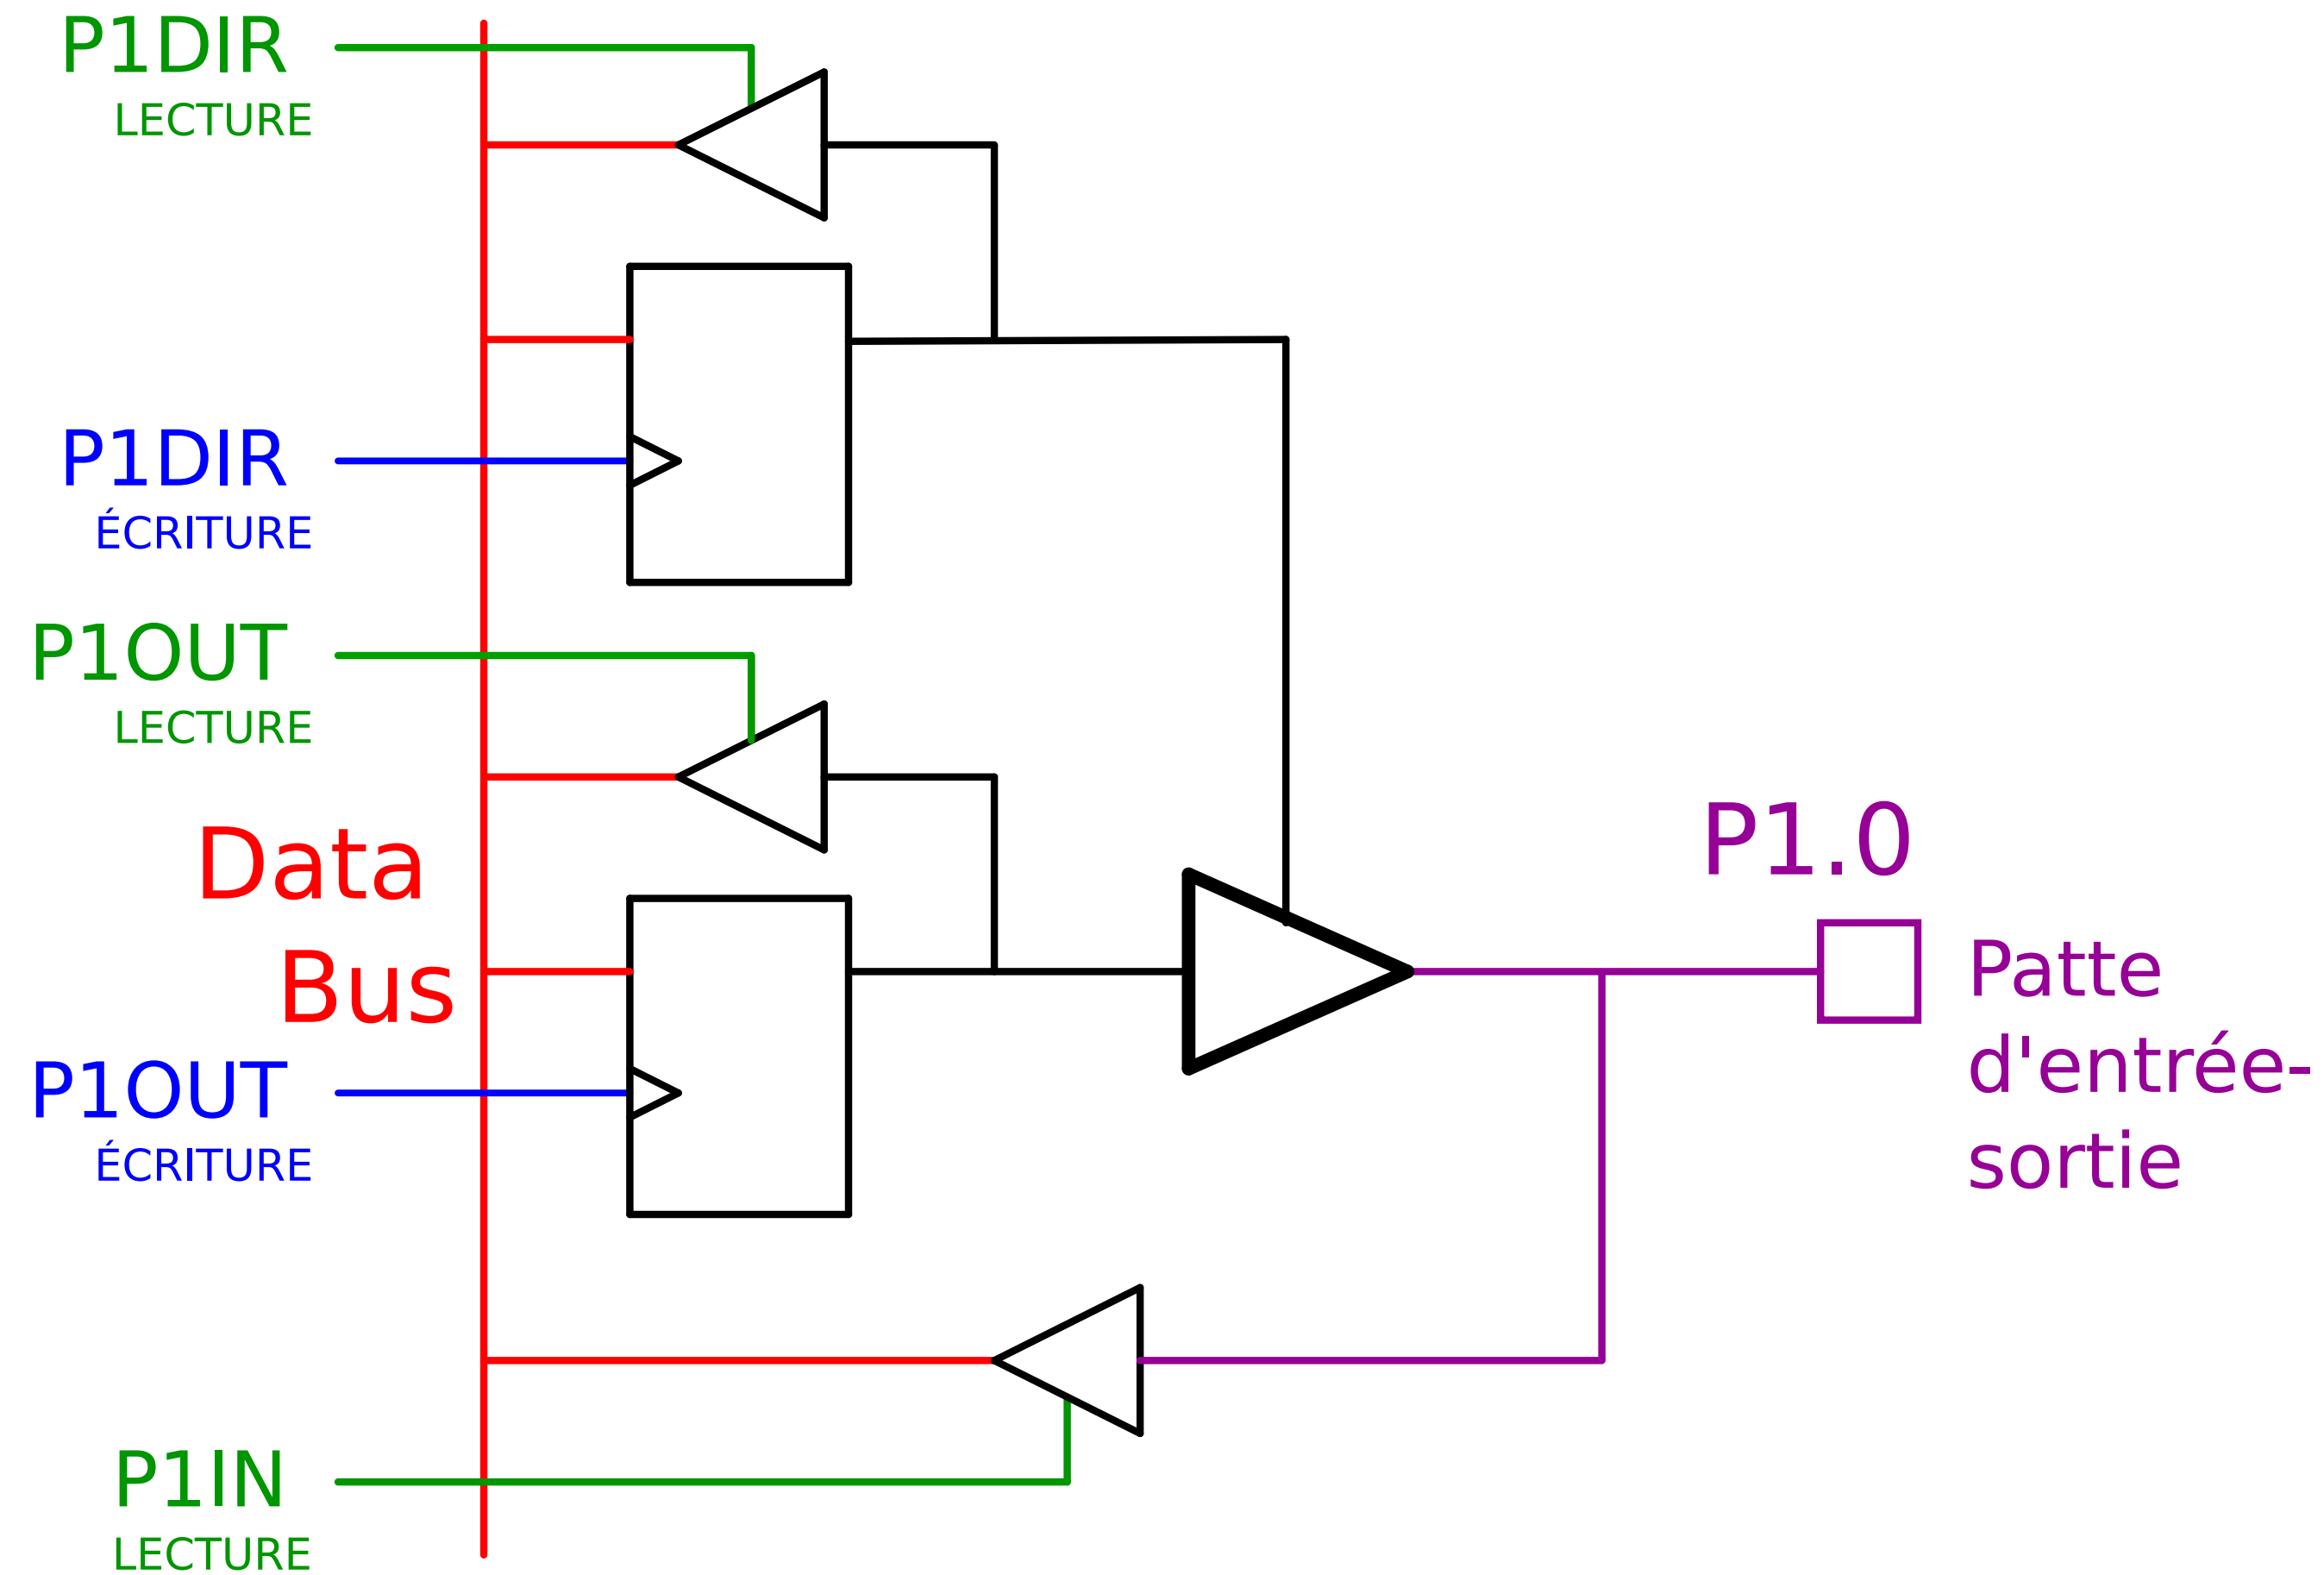 P1DIR
LECTURE
P1DIR
ÉCRITURE
P1OUT
LECTURE
Data
Bus
P1OUT
ÉCRITURE
P1IN
LECTURE
P1.0
Patte
d'entrée-
sortie